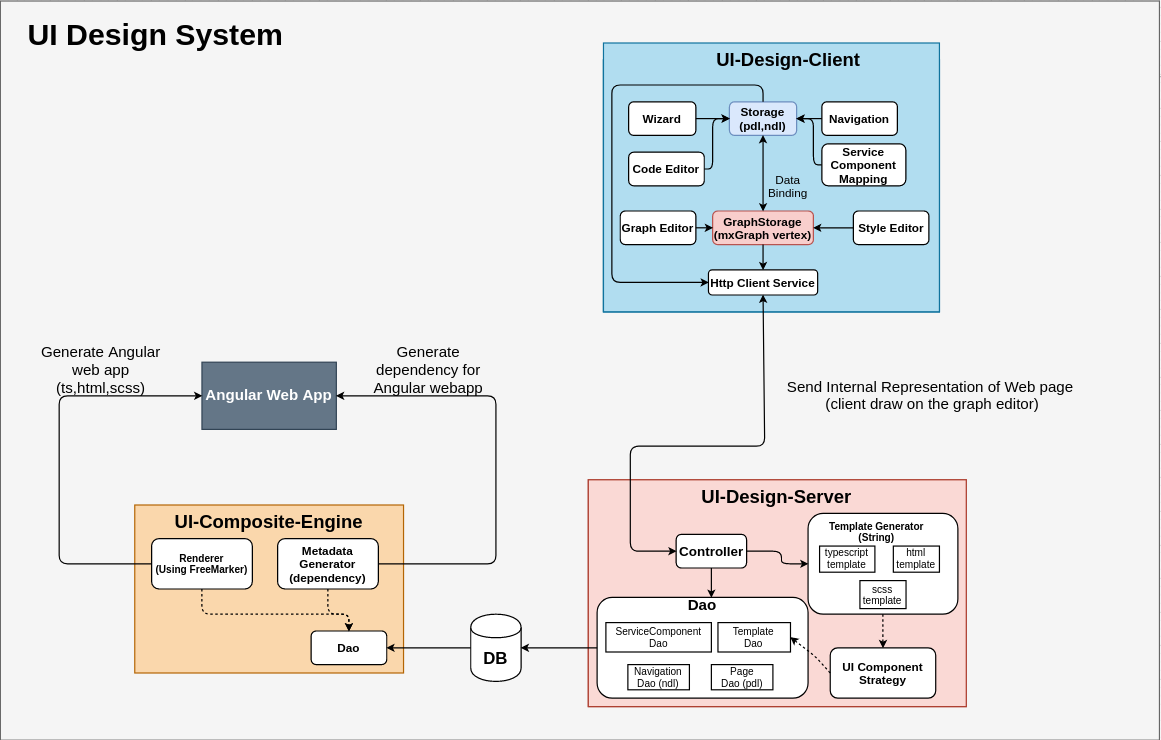 UI Design System
UI-Design-Client
Wizard
Storage
(pdl,ndl)
Navigation
Code Editor
Service
Component
Mapping
Data
Binding
Graph Editor
GraphStorage
(mxGraph vertex)
Style Editor
Http Client Service
Generate Angular
web app
(ts,html,scss)
Angular Web App
Generate
dependency for
Angular webapp
Send Internal Representation of Web page
(client draw on the graph editor)
UI-Composite-Engine
Renderer
(Using FreeMarker)
Metadata
Generator
(dependency)
Dao
DB
UI-Design-Server
Controller
Template Generator
(String)
typescript
template
html
template
scss
template
Dao
ServiceComponent
Dao
Template
Dao
Navigation
Dao (ndl)
Page
Dao (pdl)
UI Component
Strategy